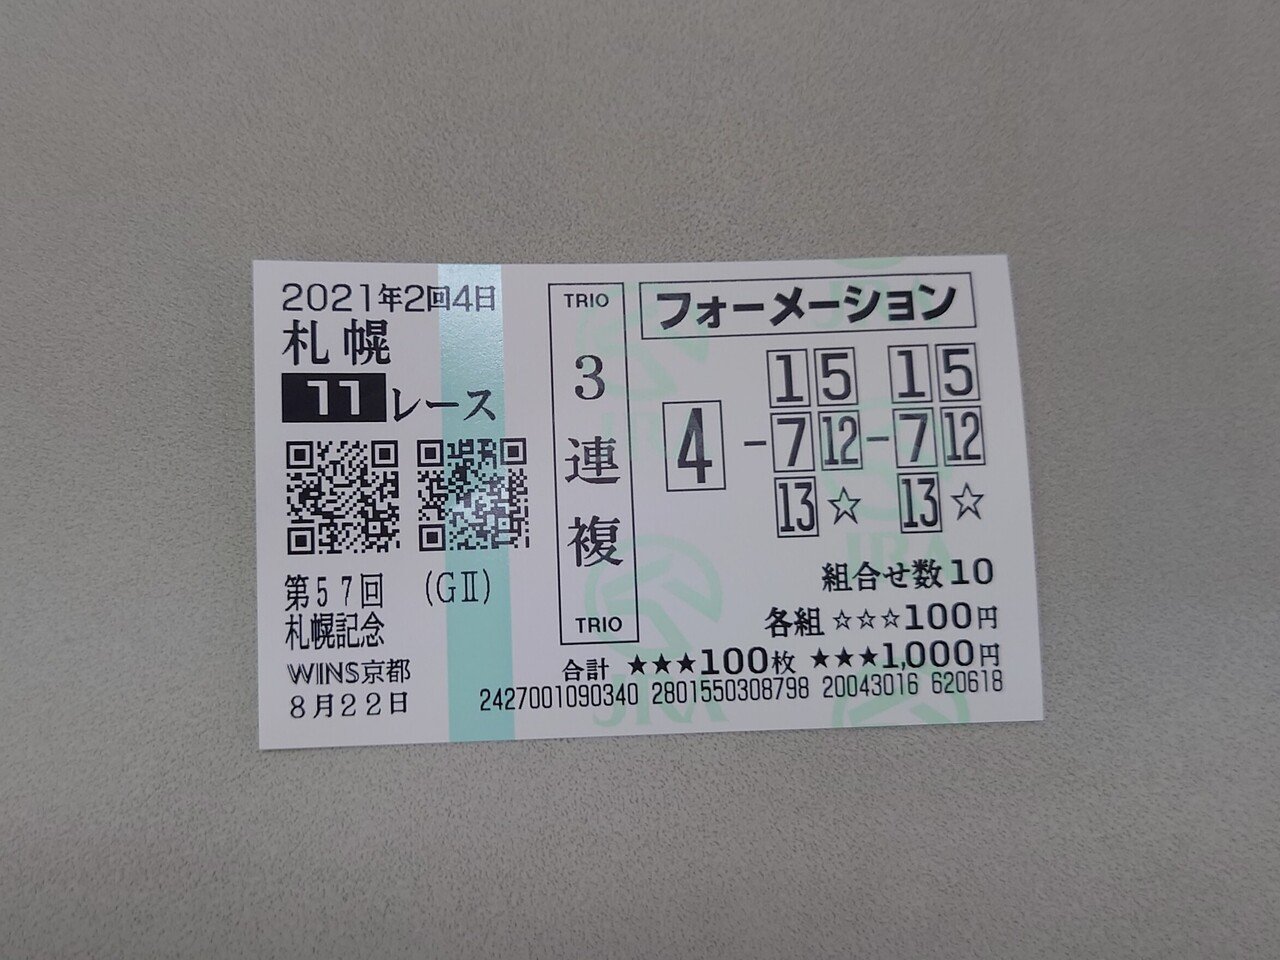 2021年2回4日
札幌
11レース
第57回 (GⅡ)
札幌記念
WINS京都
8月22日
TRIO
3
連
複
TRIO
フォーメーション
1 5 1 5
4 - 7 12 - 7 12
13 ☆ 13 ☆
組合せ数10
各組 ☆☆☆100円
合計 ★★★100枚 ★★★1,000円
2427001090340 2801550308798 20043016 620618
JRA
JRA